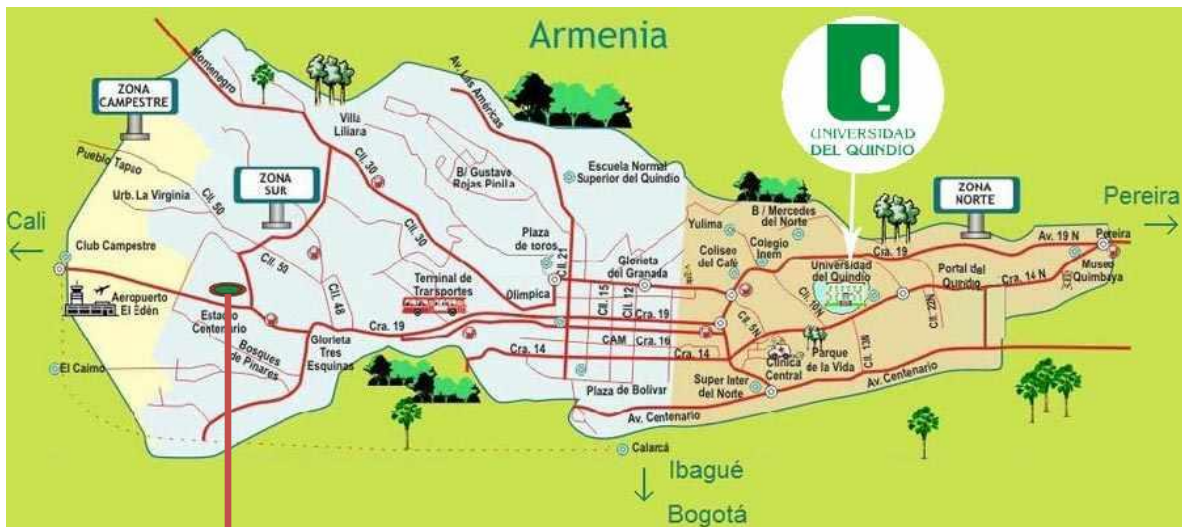 Armenia
UNIVERSIDAD
DEL QUINDIO
ZONA
CAMPESTRE
Montenegro
Av. Las Américas
Villa
Liliana
Cll. 30
B/ Gustavo
Rojas Pinilla
Escuela Normal
Superior del Quindío
ZONA
NORTE
Pereira
Pueblo Tapao
ZONA
SUR
Urb. La Virginia
Cll. 50
Cali
Club Campestre
Yulima
B / Mercedes
del Norte
Av. 19 N
Pereira
Plaza
de toros
Cll. 21
Cll. 30
Coliseo
del Café
Colegio
Inem
Cra. 19
Cll. 50
Glorieta
del Granada
Universidad
del Quindío
Portal del
Quindío
Cra. 14 N
Museo
Quimbaya
Aeropuerto
El Edén
Terminal de
Transportes
Olímpica
Cll. 15
Cll. 12
Cll. 10N
Cll. 22N
Cll. 48
Estadio
Centenario
Cra. 19
Cra. 19
Cll. 5N
Glorieta
Tres
Esquinas
Bosques
de Pinares
CAM
Cra. 16
Cra. 14
Cra. 14
Clínica
Central
Parque
de la Vida
Cll. 13N
El Caimo
Plaza de Bolívar
Super Inter
del Norte
Av. Centenario
Av. Centenario
Calarcá
Ibagué
Bogotá